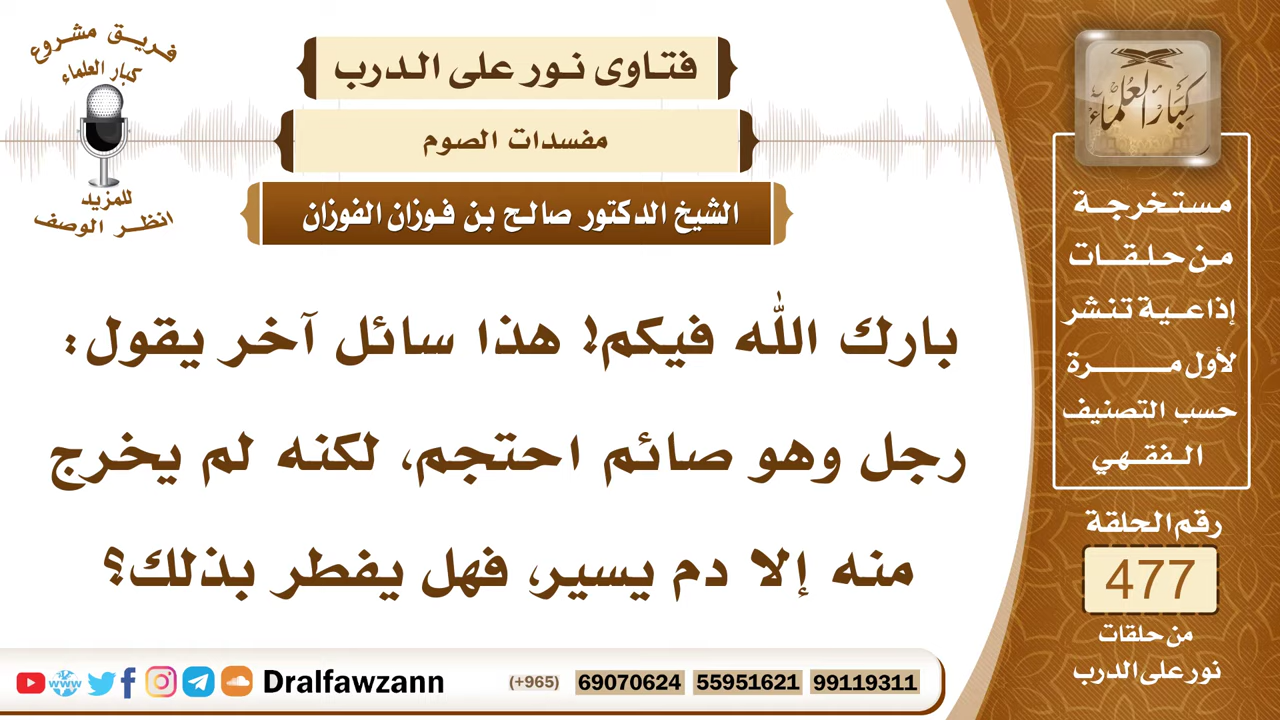 فريق مشروع
كبار العلماء
للمزيد
انظر الوصف
فتاوى نور على الدرب
مفسدات الصوم
الشيخ الدكتور صالح بن فوزان الفوزان
بارك الله فيكم! هذا سائل آخر يقول:
رجل وهو صائم احتجم، لكنه لم يخرج
منه إلا دم يسير، فهل يفطر بذلك؟
كبار العلماء
مستخرجة
من حلقات
إذاعية تنشر
لأول مرة
حسب التصنيف
الفقهي
رقم الحلقة
477
من حلقات
نور على الدرب
www Dralfawzann (+965) 69070624 55951621 99119311